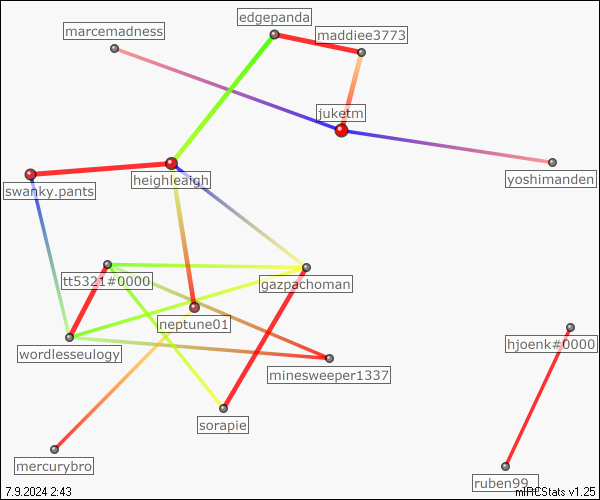 edgepanda
marcemadness
maddiee3773
juketm
yoshimanden
heighleaigh
swanky.pants
tt5321#0000
gazpachoman
neptune01
hjoenk#0000
wordlesseulogy
minesweeper1337
sorapie
mercurybro
ruben99_
7.9.2024 2:43
mIRCStats v1.25